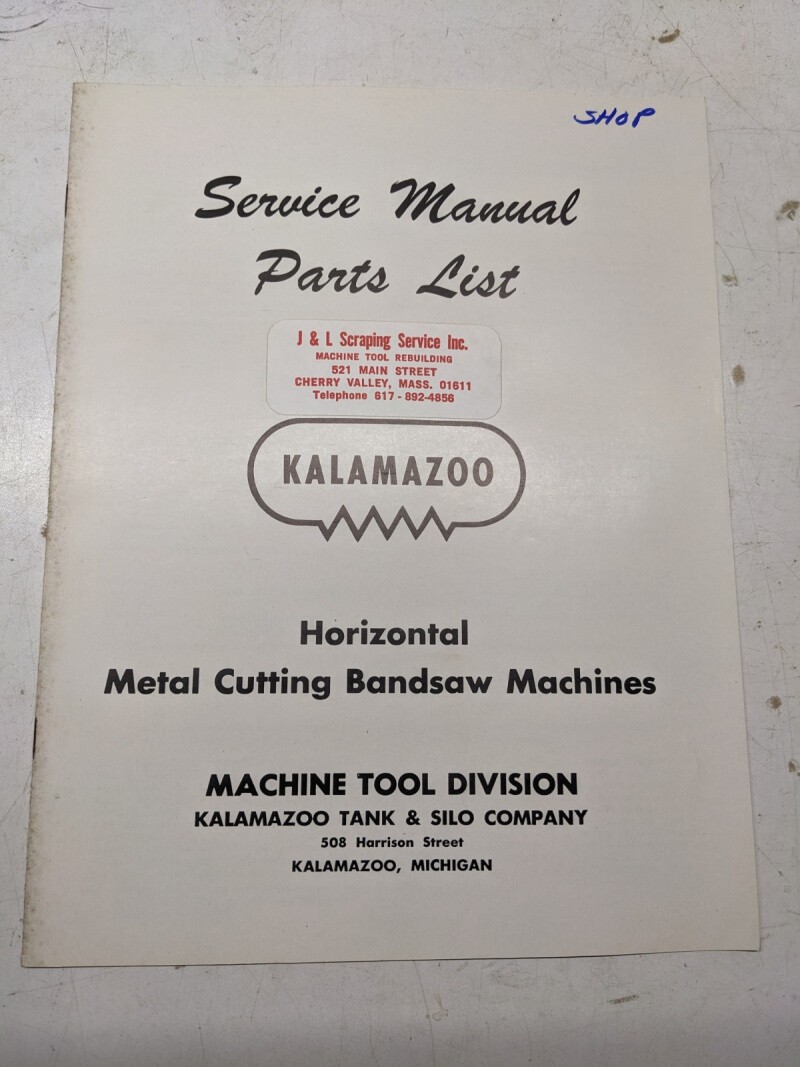 SHOP
Service Manual
Parts List
J & L Scraping Service Inc.
MACHINE TOOL REBUILDING
521 MAIN STREET
CHERRY VALLEY, MASS. 01611
Telephone 617 - 892-4856
KALAMAZOO
Horizontal
Metal Cutting Bandsaw Machines
MACHINE TOOL DIVISION
KALAMAZOO TANK & SILO COMPANY
508 Harrison Street
KALAMAZOO, MICHIGAN